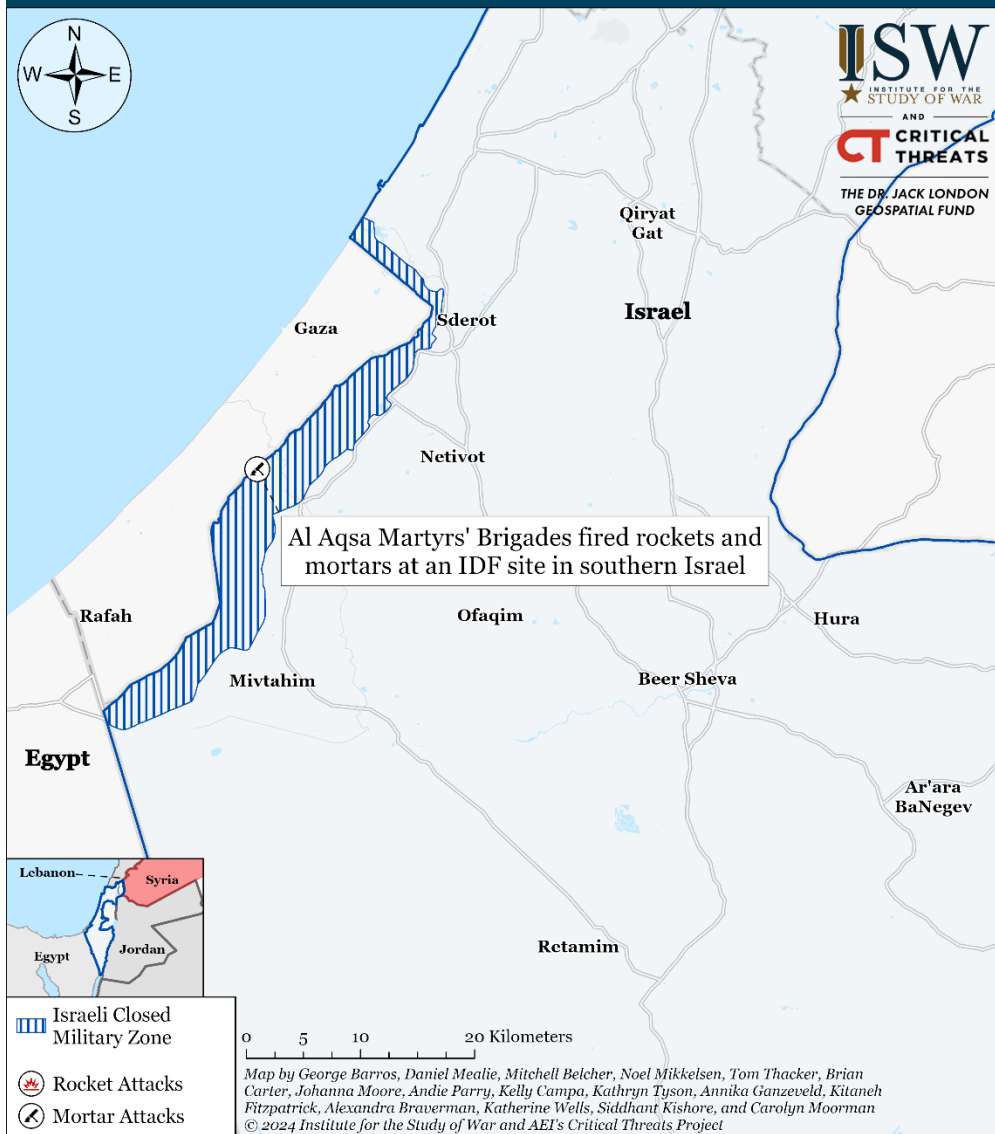 N
W
E
S
ISW
INSTITUTE FOR THE
STUDY OF WAR
AND
CT CRITICAL
THREATS
THE DR. JACK LONDON
GEOSPATIAL FUND
Qiryat
Gat
Israel
Gaza
Sderot
Netivot
Al Aqsa Martyrs' Brigades fired rockets and
mortars at an IDF site in southern Israel
Rafah
Ofaqim
Hura
Mivtahim
Beer Sheva
Egypt
Ar'ara
BaNegev
Retamim
Lebanon
Syria
Egypt
Jordan
Israeli Closed
Military Zone
Rocket Attacks
Mortar Attacks
0 5 10 20 Kilometers
Map by George Barros, Daniel Mealie, Mitchell Belcher, Noel Mikkelsen, Tom Thacker, Brian
Carter, Johanna Moore, Andie Parry, Kelly Campa, Kathryn Tyson, Annika Ganzeveld, Kitaneh
Fitzpatrick, Alexandra Braverman, Katherine Wells, Siddhant Kishore, and Carolyn Moorman
© 2024 Institute for the Study of War and AEI's Critical Threats Project